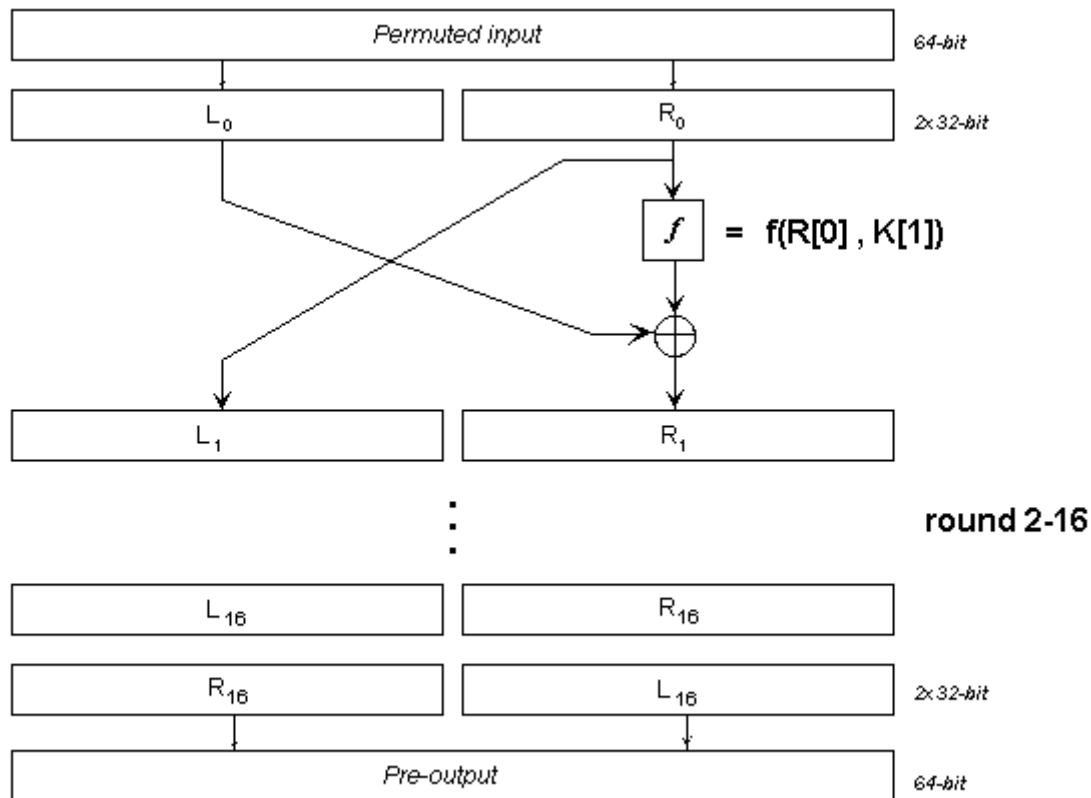 Permuted input
64-bit
L₀
R₀
2x32-bit
f = f(R[0] , K[1])
L₁
R₁
round 2-16
L₁₆
R₁₆
R₁₆
L₁₆
2x32-bit
Pre-output
64-bit